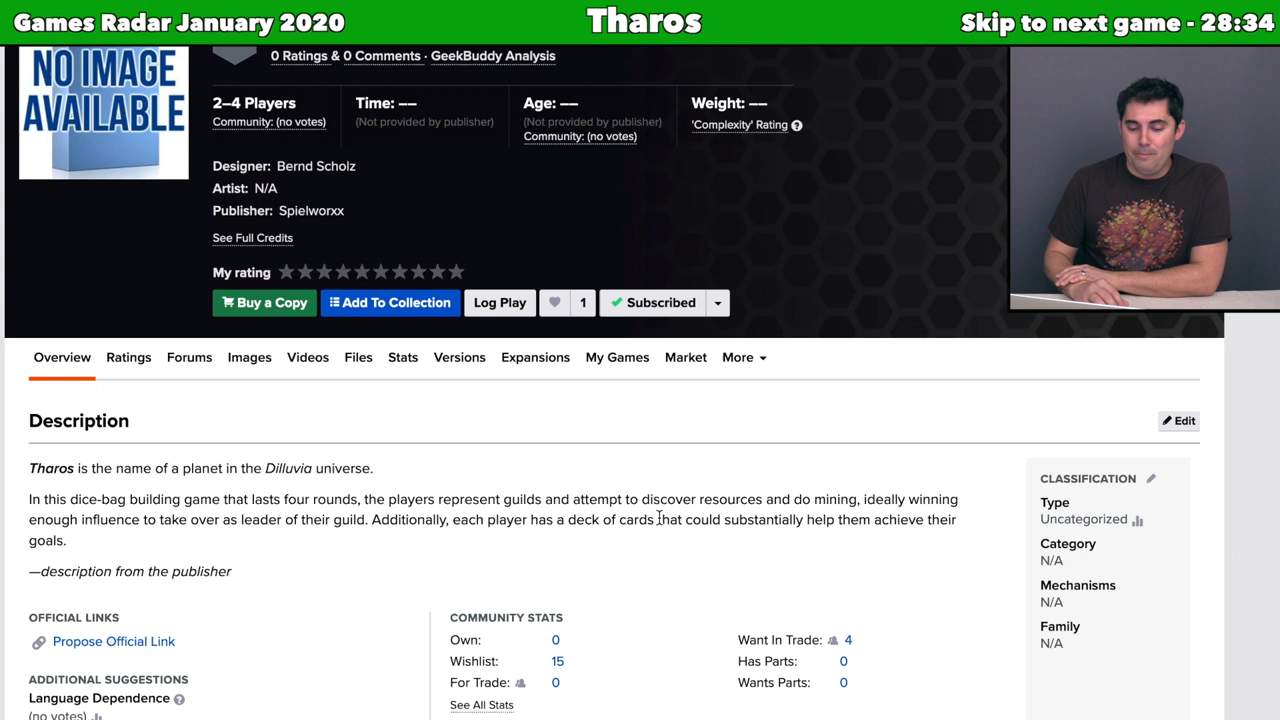 Games Radar January 2020
Tharos
Skip to next game - 28:34
NO IMAGE
AVAILABLE
0 Ratings & 0 Comments · GeekBuddy Analysis
2–4 Players
Community: (no votes)
Time: ––
(Not provided by publisher)
Age: ––
(Not provided by publisher)
Community: (no votes)
Weight: ––
'Complexity' Rating ?
Designer: Bernd Scholz
Artist: N/A
Publisher: Spielworxx
See Full Credits
My rating
Buy a Copy
Add To Collection
Log Play
1
Subscribed
Overview Ratings Forums Images Videos Files Stats Versions Expansions My Games Market More
Description
Edit
Tharos is the name of a planet in the Dilluvia universe.
In this dice-bag building game that lasts four rounds, the players represent guilds and attempt to discover resources and do mining, ideally winning
enough influence to take over as leader of their guild. Additionally, each player has a deck of cards that could substantially help them achieve their
goals.
—description from the publisher
CLASSIFICATION
Type
Uncategorized
Category
N/A
Mechanisms
N/A
Family
N/A
OFFICIAL LINKS
Propose Official Link
ADDITIONAL SUGGESTIONS
Language Dependence ?
(no votes)
COMMUNITY STATS
Own: 0
Wishlist: 15
For Trade: 0
See All Stats
Want In Trade: 4
Has Parts: 0
Wants Parts: 0